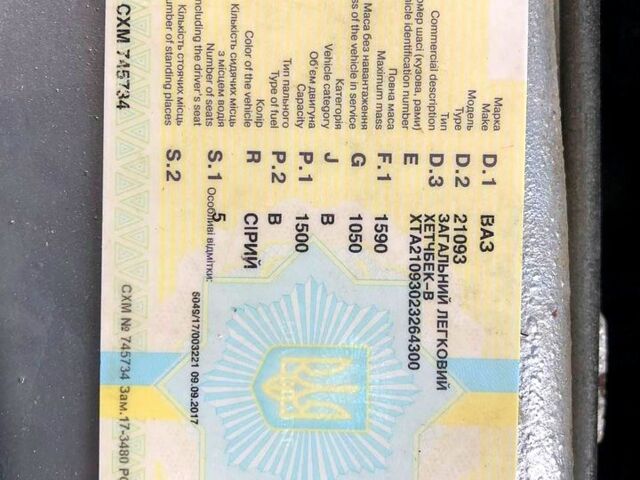 Марка
Make D.1 ВАЗ
Модель
Type D.2 21093
Тип D.3 ЗАГАЛЬНИЙ ЛЕГКОВИЙ
Commercial description ХЕТЧБЕК-В
номер шасі (кузова, рами) E XTA21093023264300
vehicle identification number
Повна маса
Maximum mass F.1 1590
Маса без навантаження G 1050
of the vehicle in service
Категорія
Vehicle category J B
Об'єм двигуна
Capacity P.1 1500
Тип пального
Type of fuel P.2 B
Колір
Color of the vehicle R СІРИЙ
Кількість сидячих місць
з місцем водія
Number of seats S.1 5
including the driver's seat
Особливі відмітки:
5049/17/003221 09.09.2017
Кількість стоячих місць S.2
number of standing places
СХМ 745734
СХМ № 745734 Зам.17-3480